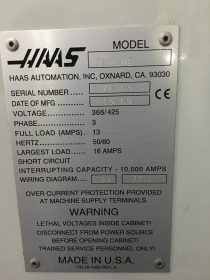 HAAS MODEL
HAAS AUTOMATION, INC, OXNARD, CA. 93030
SERIAL NUMBER
DATE OF MFG
VOLTAGE 366/425
PHASE 3
FULL LOAD (AMPS) 13
HERTZ 50/60
LARGEST LOAD 16 AMPS
SHORT CIRCUIT
INTERRUPTING CAPACITY - 10,000 AMPS
WIRING DIAGRAM
OVER CURRENT PROTECTION PROVIDED
AT MACHINE SUPPLY TERMINALS.
WARNING
LETHAL VOLTAGES INSIDE CABINET!
DISCONNECT FROM POWER SOURCE
BEFORE OPENING CABINET!
TRAINED SERVICE PERSONNEL ONLY!
MADE IN U.S.A.